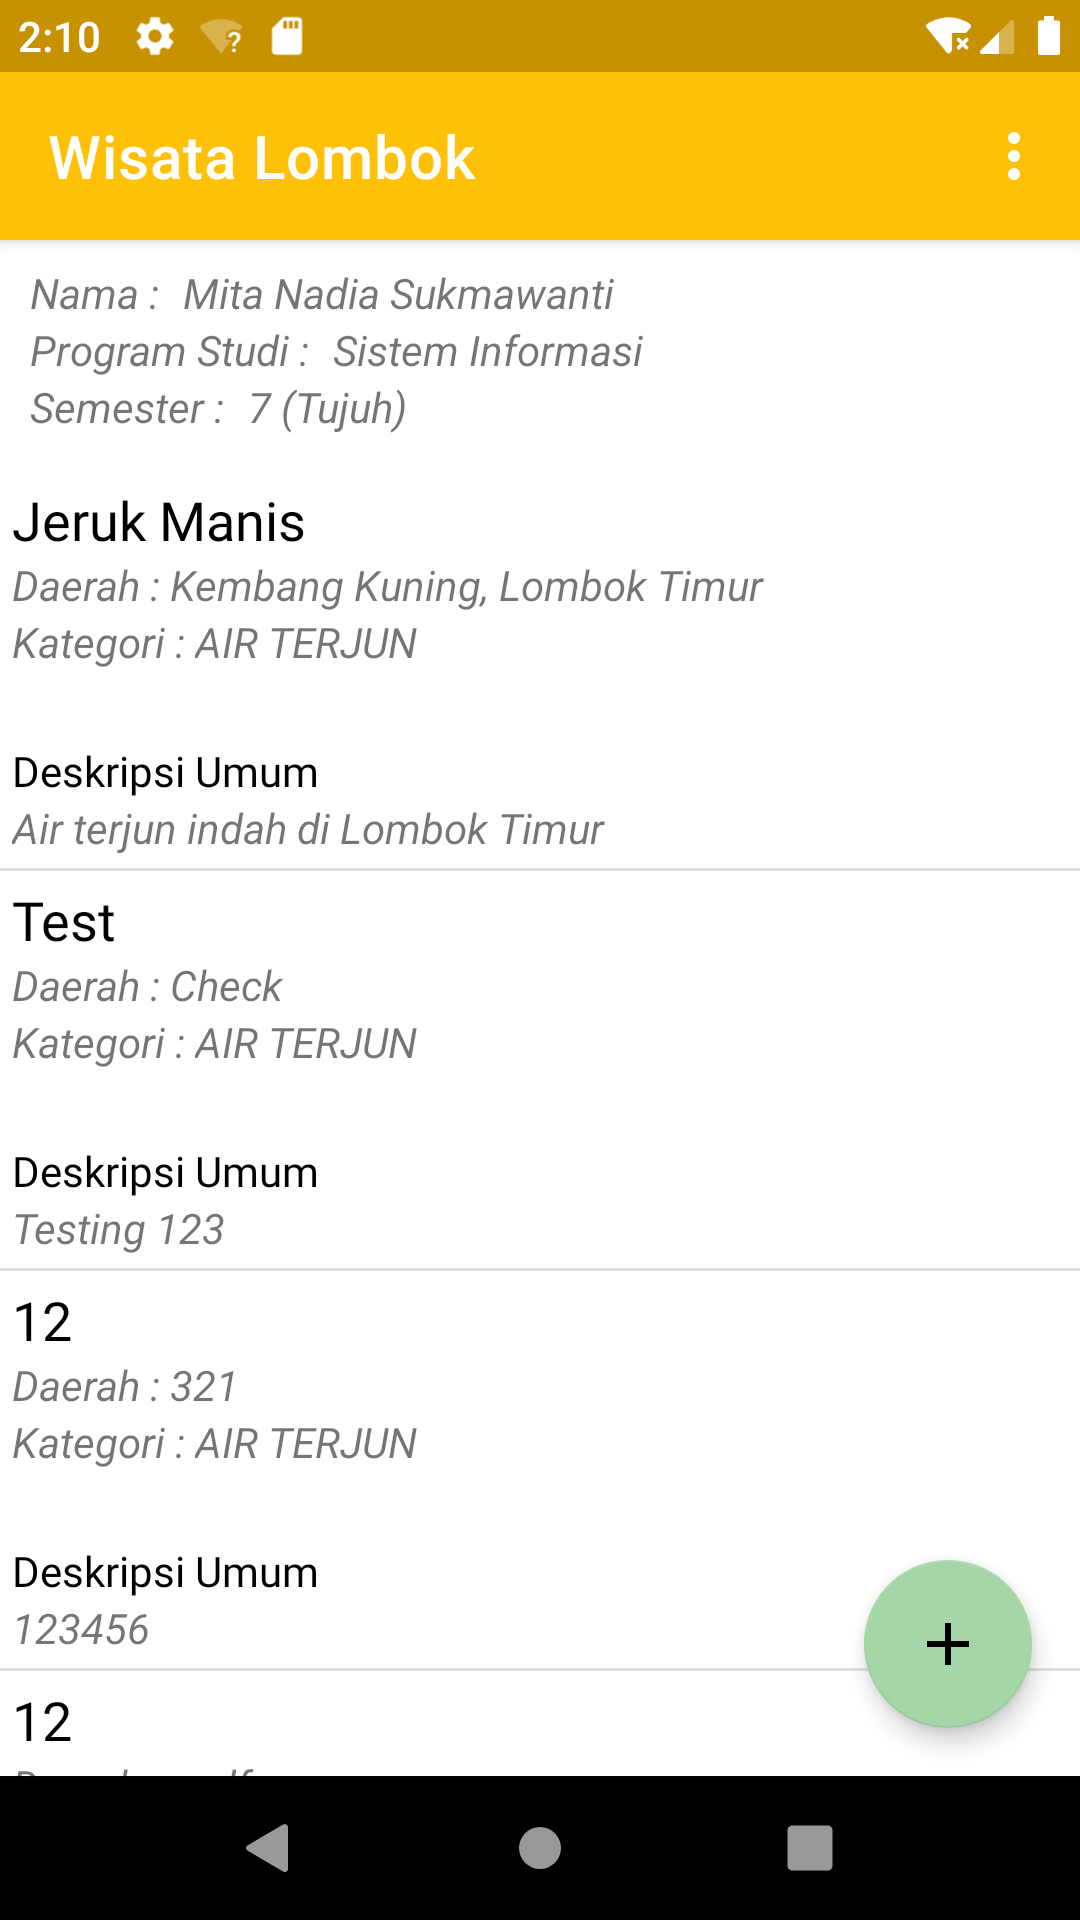 2:10
Wisata Lombok
Nama : Mita Nadia Sukmawanti
Program Studi : Sistem Informasi
Semester : 7 (Tujuh)
Jeruk Manis
Daerah : Kembang Kuning, Lombok Timur
Kategori : AIR TERJUN
Deskripsi Umum
Air terjun indah di Lombok Timur
Test
Daerah : Check
Kategori : AIR TERJUN
Deskripsi Umum
Testing 123
12
Daerah : 321
Kategori : AIR TERJUN
Deskripsi Umum
123456
12